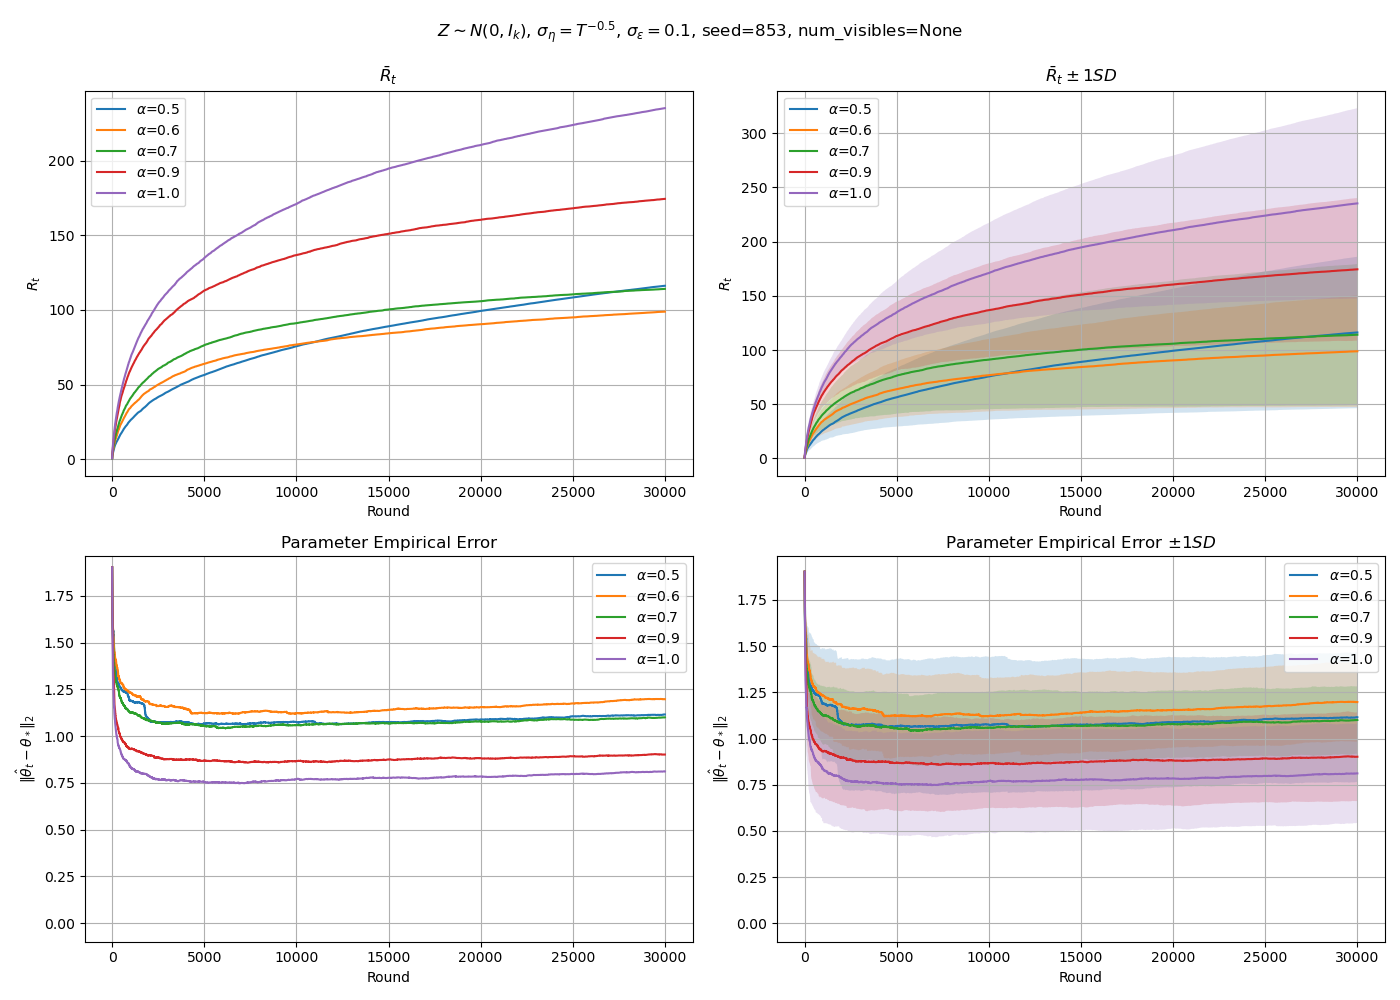 Z ∼ N(0, I_k), σ_η = T^{−0.5}, σ_ε = 0.1, seed=853, num_visibles=None
R̄_t
R_t
200
150
100
50
0
α=0.5
α=0.6
α=0.7
α=0.9
α=1.0
0 5000 10000 15000 20000 25000 30000
Round
R̄_t ± 1SD
R_t
300
250
200
150
100
50
0
α=0.5
α=0.6
α=0.7
α=0.9
α=1.0
0 5000 10000 15000 20000 25000 30000
Round
Parameter Empirical Error
‖θ̂_t − θ_*‖_2
1.75
1.50
1.25
1.00
0.75
0.50
0.25
0.00
α=0.5
α=0.6
α=0.7
α=0.9
α=1.0
0 5000 10000 15000 20000 25000 30000
Round
Parameter Empirical Error ±1SD
‖θ̂_t − θ_*‖_2
1.75
1.50
1.25
1.00
0.75
0.50
0.25
0.00
α=0.5
α=0.6
α=0.7
α=0.9
α=1.0
0 5000 10000 15000 20000 25000 30000
Round